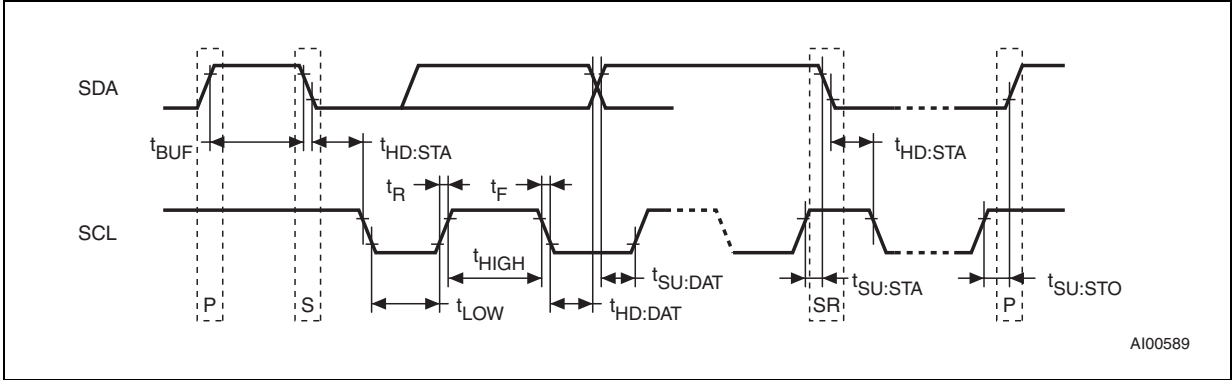 SDA
tBUF
tHD:STA
tHD:STA
tR
tF
SCL
tHIGH
tSU:DAT
tSU:STA
tSU:STO
P
S
tLOW
tHD:DAT
SR
P
AI00589